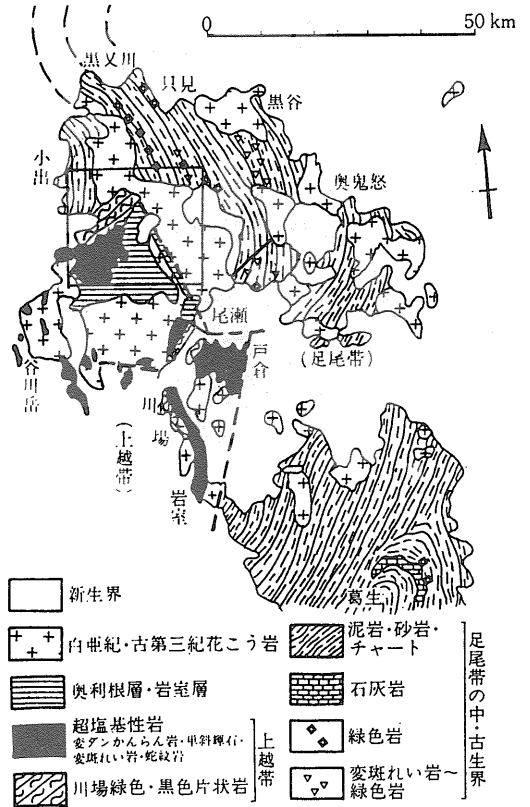 0
50 km
黒又川
只見
黒谷
小出
奥鬼怒
尾瀬
戸倉
(足尾帯)
谷川岳
川場
(上越帯)
岩室
葛生
新生界
白亜紀・古第三紀花こう岩
奥利根層・岩室層
超塩基性岩
変ダンかんらん岩・単斜輝石・
変斑れい岩・蛇紋岩
川場緑色・黒色片状岩
上越帯
泥岩・砂岩・
チャート
石灰岩
緑色岩
変斑れい岩〜
緑色岩
足尾帯の中・古生界